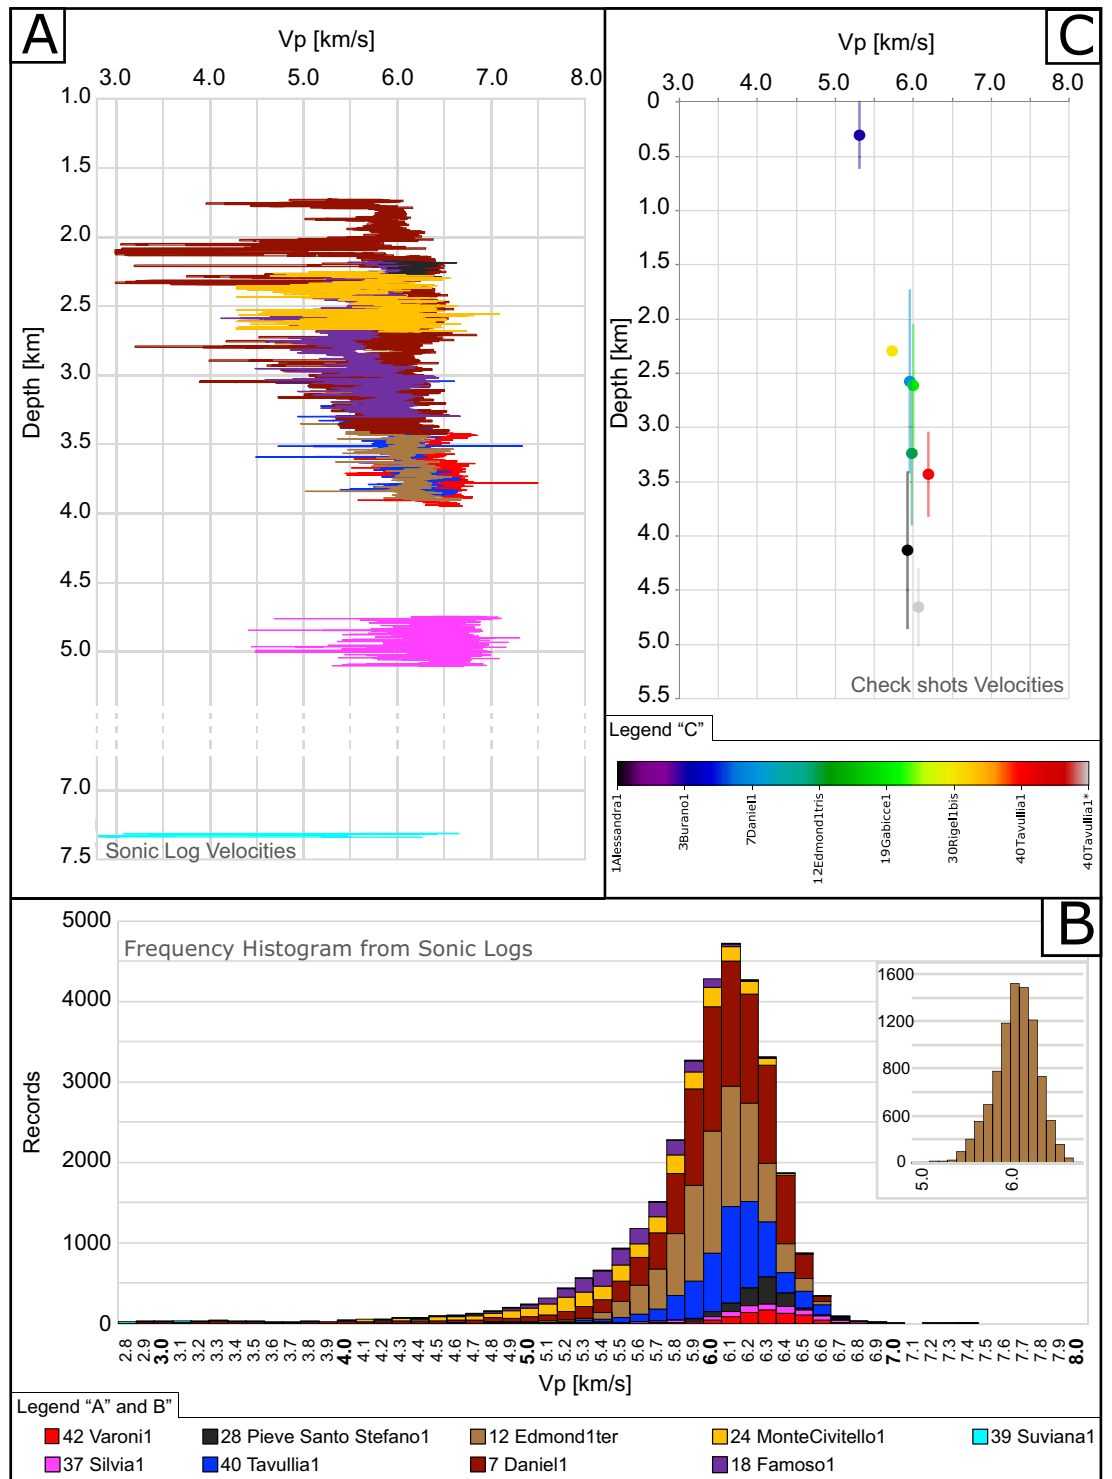 A
Vp [km/s]
3.0 4.0 5.0 6.0 7.0 8.0
1.0
1.5
2.0
2.5
3.0
3.5
4.0
4.5
5.0
7.0
7.5
Depth [km]
Sonic Log Velocities
C
Vp [km/s]
3.0 4.0 5.0 6.0 7.0 8.0
0
0.5
1.0
1.5
2.0
2.5
3.0
3.5
4.0
4.5
5.0
5.5
Depth [km]
Check shots Velocities
Legend “C”
1Alessandra1 3Burano1 7Daniel1 12Edmond1tris 19Gabicce1 30Rigel1bis 40Tavullia1 40Tavullia1*
B
Frequency Histogram from Sonic Logs
5000
4000
3000
2000
1000
0
Records
1600
1200
800
600
0
5.0 6.0
2.8 2.9 3.0 3.1 3.2 3.3 3.4 3.5 3.6 3.7 3.8 3.9 4.0 4.1 4.2 4.3 4.4 4.5 4.6 4.7 4.8 4.9 5.0 5.1 5.2 5.3 5.4 5.5 5.6 5.7 5.8 5.9 6.0 6.1 6.2 6.3 6.4 6.5 6.6 6.7 6.8 6.9 7.0 7.1 7.2 7.3 7.4 7.5 7.6 7.7 7.8 7.9 8.0
Vp [km/s]
Legend “A” and B”
42 Varoni1 28 Pieve Santo Stefano1 12 Edmond1ter 24 MonteCivitello1 39 Suviana1
37 Silvia1 40 Tavullia1 7 Daniel1 18 Famoso1